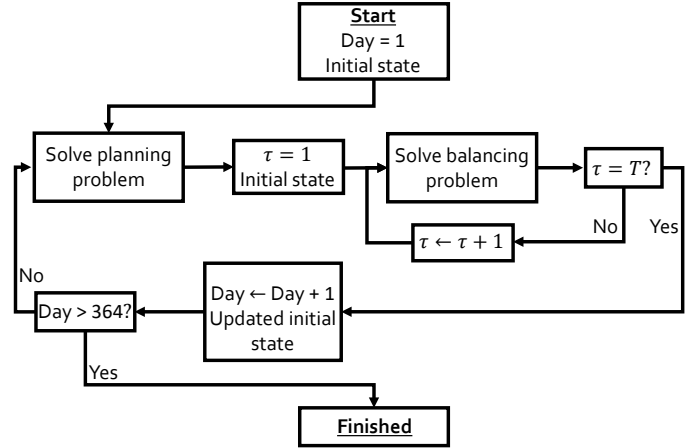 Start
Day = 1
Initial state
Solve planning
problem
τ = 1
Initial state
Solve balancing
problem
τ = T?
No
Yes
τ ← τ + 1
No
Day > 364?
Day ← Day + 1
Updated initial
state
Yes
Finished